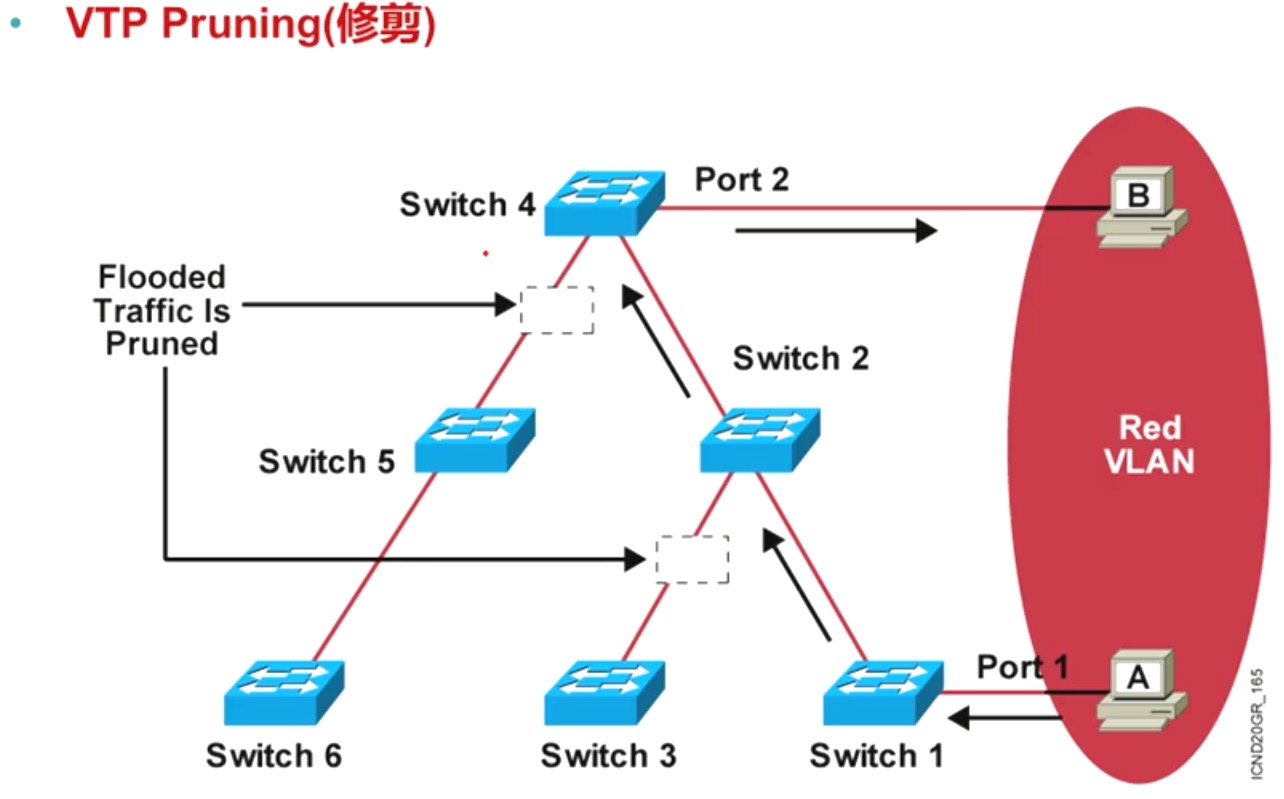 • VTP Pruning(修剪)
Port 2
B
Switch 4
Flooded
Traffic Is
Pruned
Switch 2
Switch 5
Red
VLAN
Port 1
A
Switch 6
Switch 3
Switch 1
ICND20GR_165